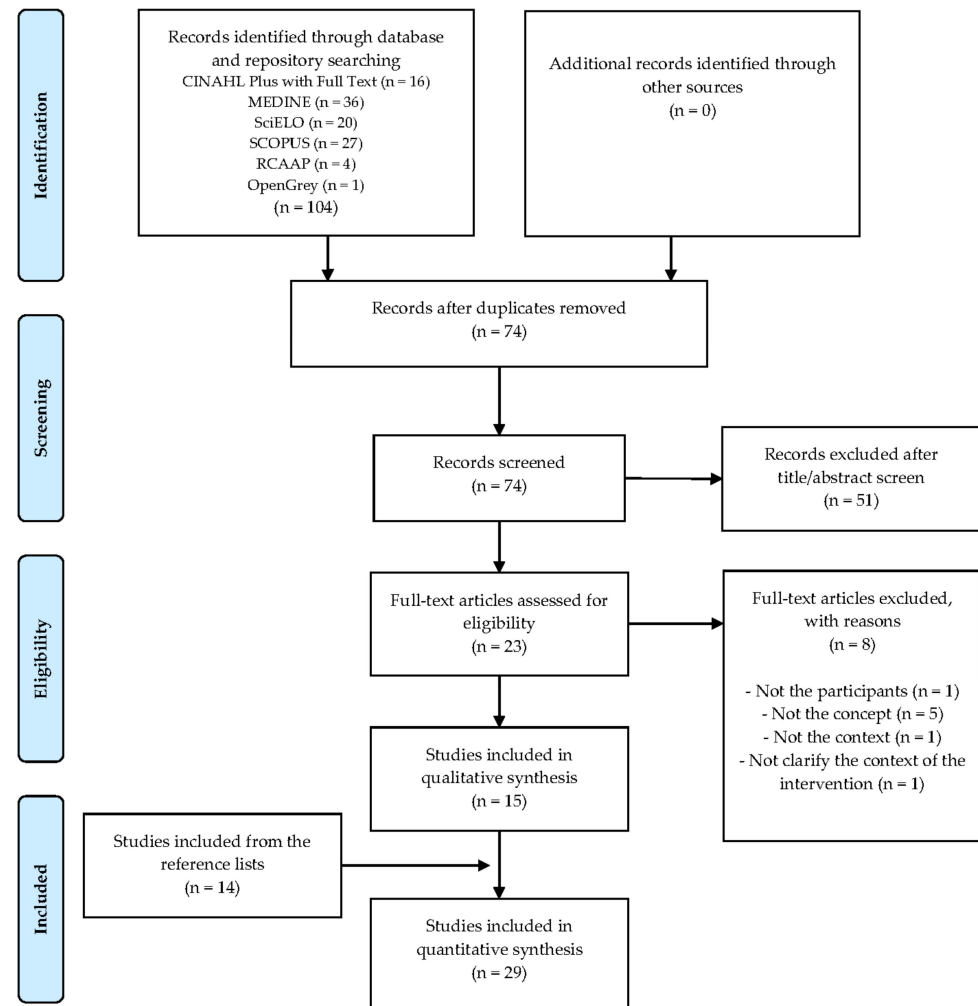 Identification
Records identified through database
and repository searching
CINAHL Plus with Full Text (n = 16)
MEDINE (n = 36)
SciELO (n = 20)
SCOPUS (n = 27)
RCAAP (n = 4)
OpenGrey (n = 1)
(n = 104)
Additional records identified through
other sources
(n = 0)
Records after duplicates removed
(n = 74)
Screening
Records screened
(n = 74)
Records excluded after
title/abstract screen
(n = 51)
Eligibility
Full-text articles assessed for
eligibility
(n = 23)
Full-text articles excluded,
with reasons
(n = 8)
- Not the participants (n = 1)
- Not the concept (n = 5)
- Not the context (n = 1)
- Not clarify the context of the
intervention (n = 1)
Studies included in
qualitative synthesis
(n = 15)
Included
Studies included from the
reference lists
(n = 14)
Studies included in
quantitative synthesis
(n = 29)